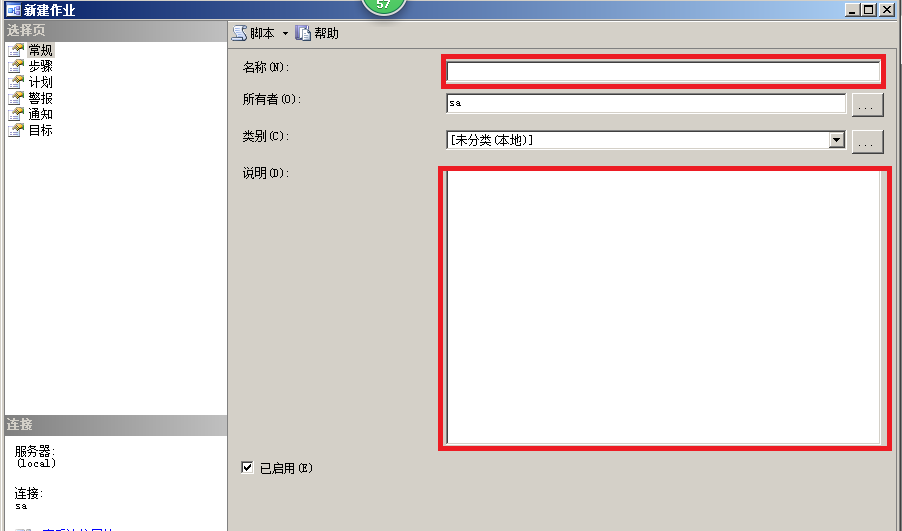 57
新建作业
选择页
常规
步骤
计划
警报
通知
目标
脚本 帮助
名称(N):
所有者(O): sa ...
类别(C): [未分类(本地)] ...
说明(D):
已启用(E)
连接
服务器:
(local)
连接:
sa